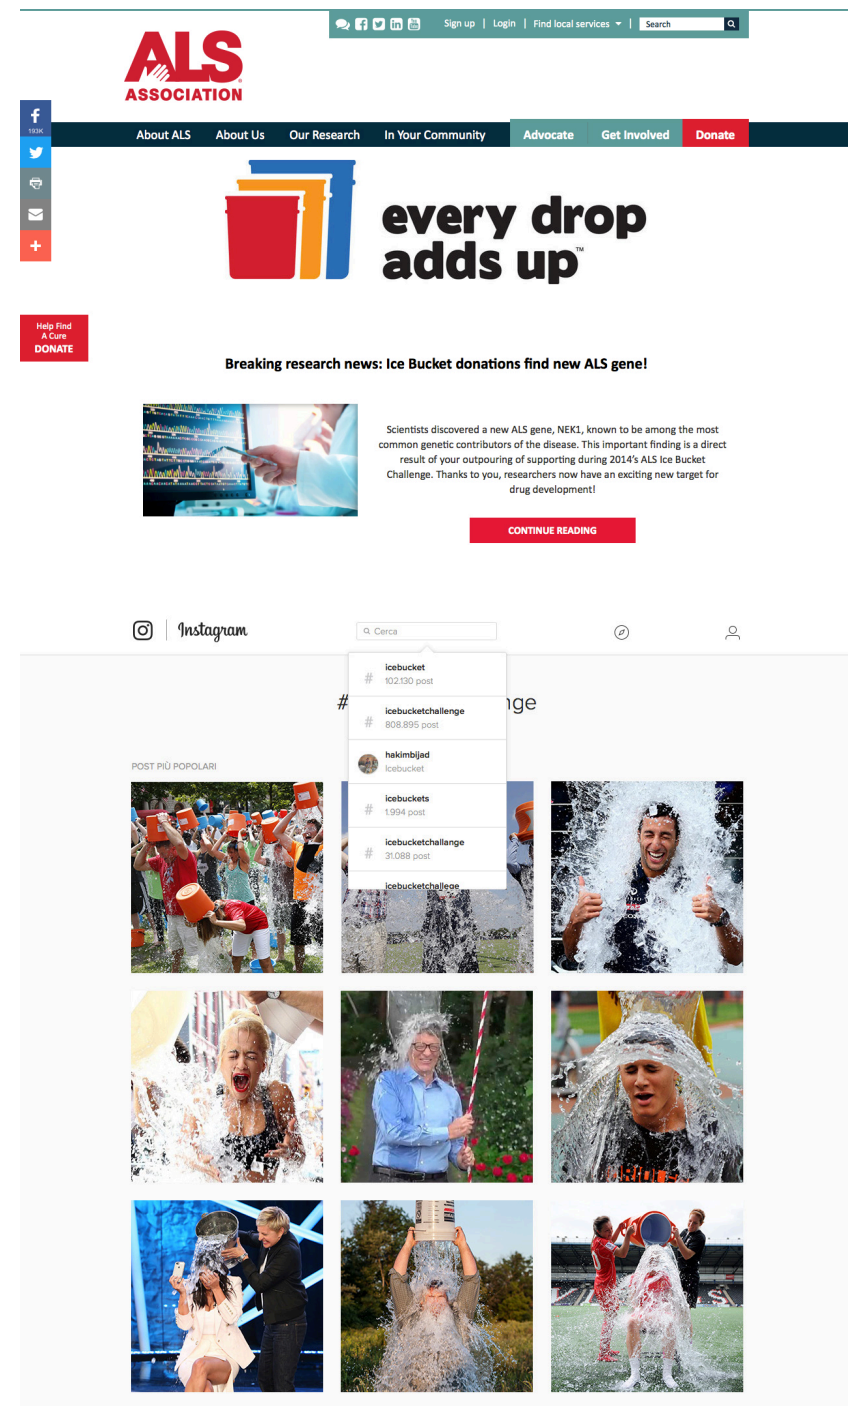 Sign up | Login | Find local services | Search
ALS
ASSOCIATION
193K
About ALS About Us Our Research In Your Community Advocate Get Involved Donate
every drop
adds up™
Help Find
A Cure
DONATE
Breaking research news: Ice Bucket donations find new ALS gene!
Scientists discovered a new ALS gene, NEK1, known to be among the most
common genetic contributors of the disease. This important finding is a direct
result of your outpouring of supporting during 2014's ALS Ice Bucket
Challenge. Thanks to you, researchers now have an exciting new target for
drug development!
CONTINUE READING
Instagram
Cerca
# nge
# icebucket
102.130 post
# icebucketchallenge
808.895 post
hakimbijad
Icebucket
# icebuckets
1.994 post
# icebucketchallange
31.088 post
icebucketchallege
POST PIÙ POPOLARI